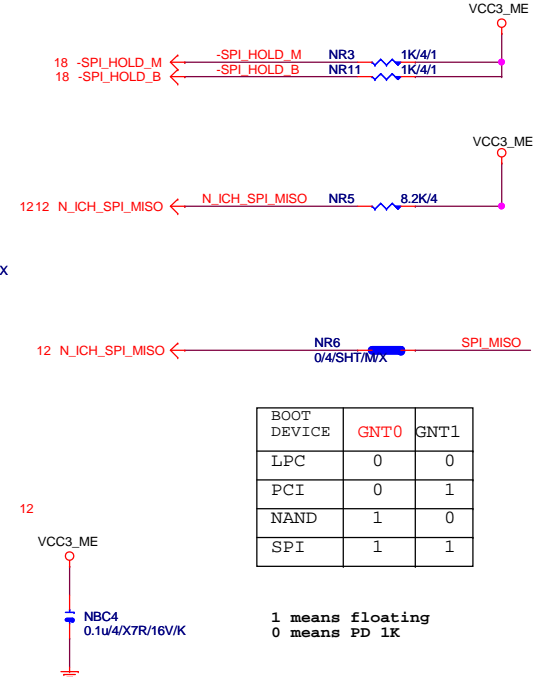 VCC3_ME
18 -SPI_HOLD_M -SPI_HOLD_M NR3 1K/4/1
18 -SPI_HOLD_B -SPI_HOLD_B NR11 1K/4/1
VCC3_ME
1212 N_ICH_SPI_MISO N_ICH_SPI_MISO NR5 8.2K/4
X
12 N_ICH_SPI_MISO NR6 SPI_MISO
0/4/SHT/M/X
BOOT
DEVICE GNT0 GNT1
LPC 0 0
PCI 0 1
NAND 1 0
SPI 1 1
12
VCC3_ME
NBC4
0.1u/4/X7R/16V/K
1 means floating
0 means PD 1K